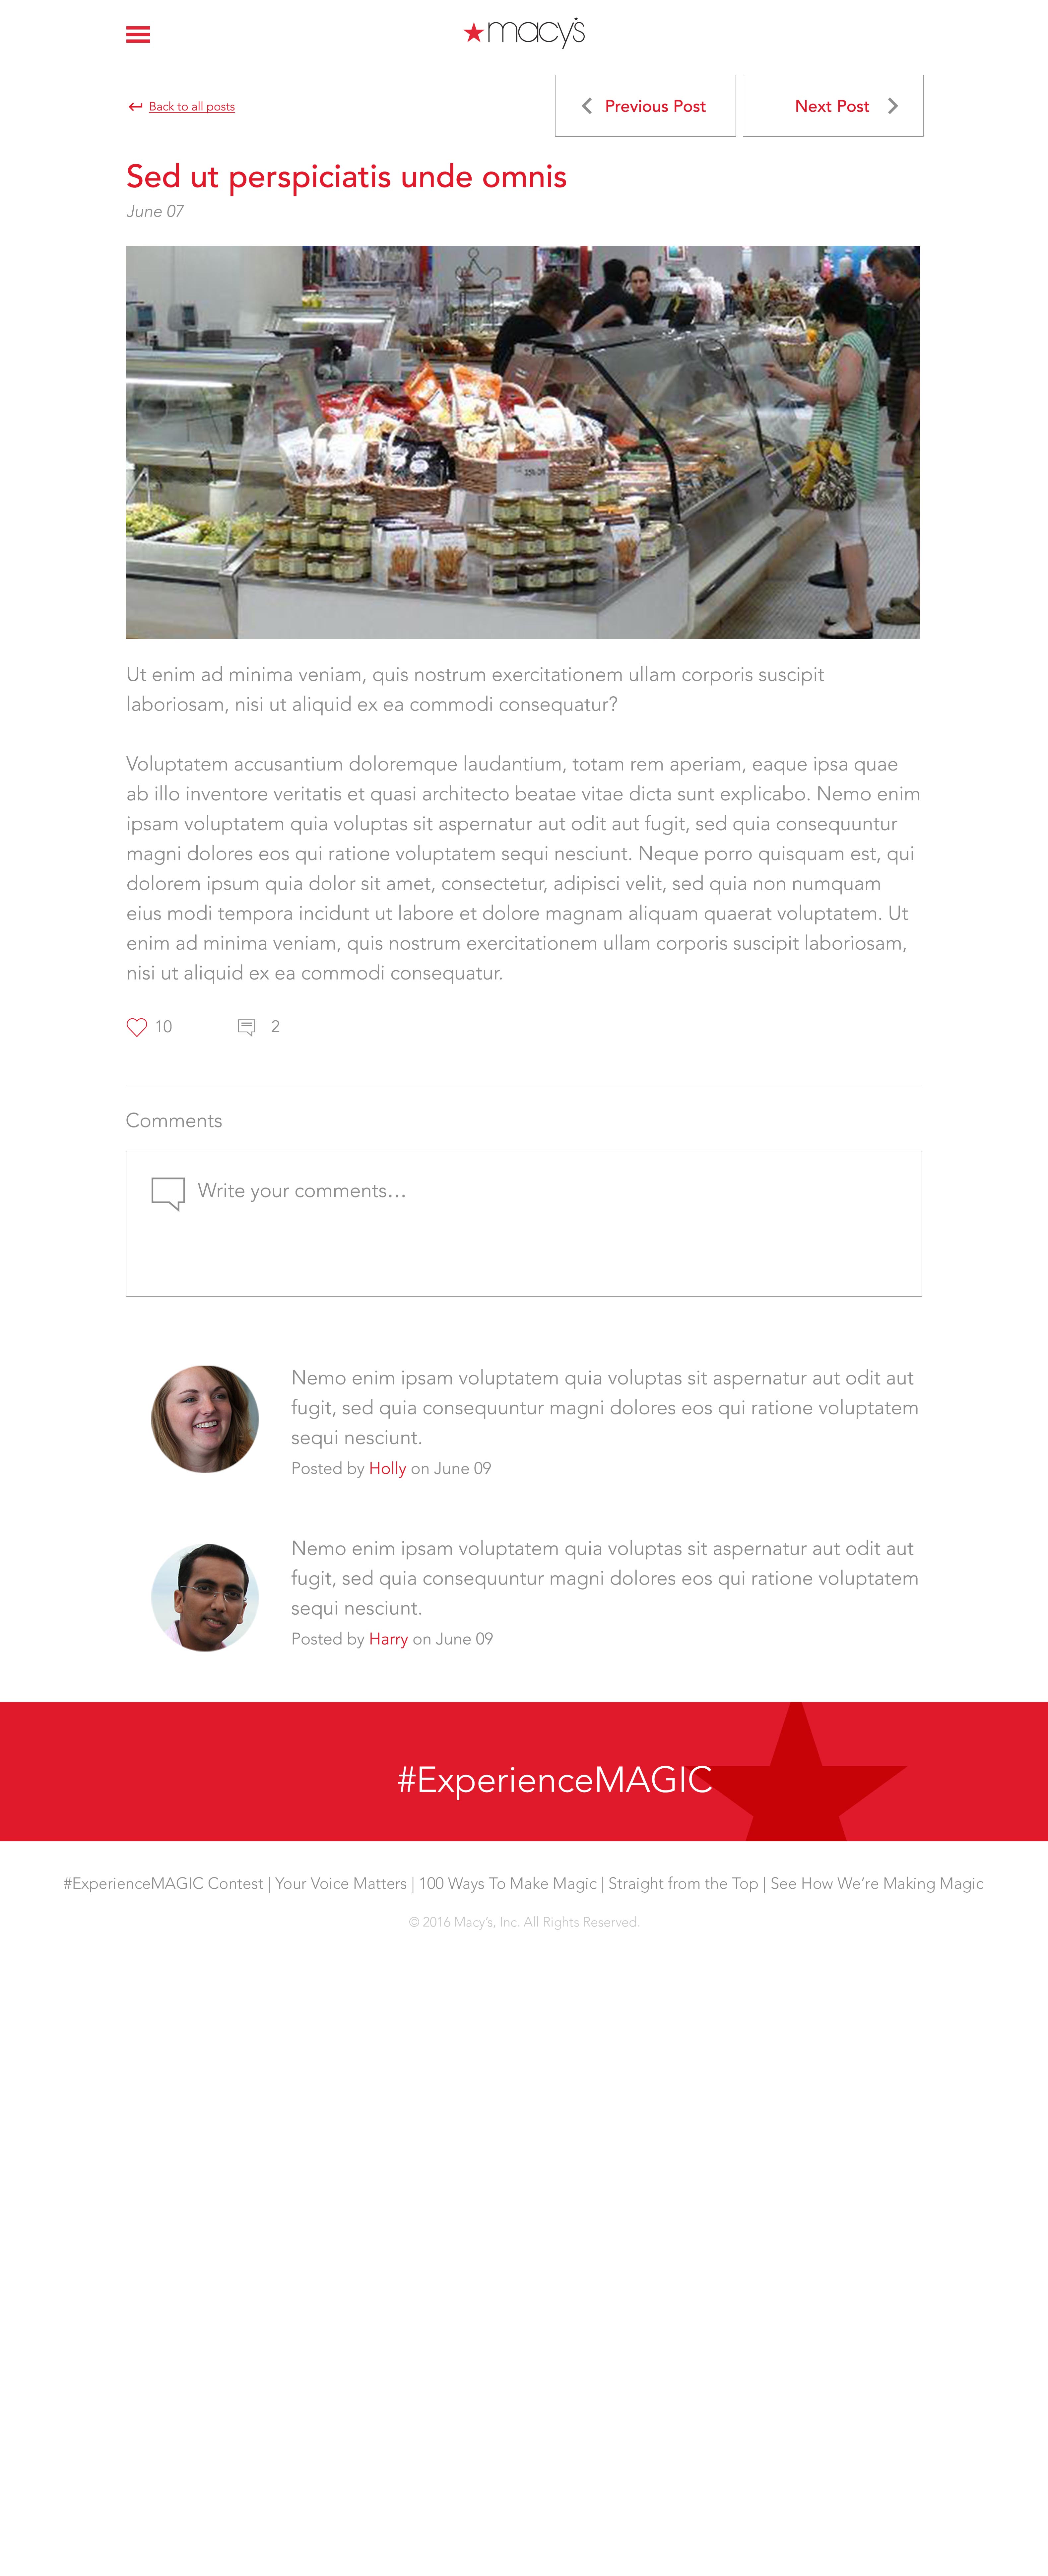 macy's
Back to all posts
Previous Post
Next Post
Sed ut perspiciatis unde omnis
June 07
Ut enim ad minima veniam, quis nostrum exercitationem ullam corporis suscipit
laboriosam, nisi ut aliquid ex ea commodi consequatur?
Voluptatem accusantium doloremque laudantium, totam rem aperiam, eaque ipsa quae
ab illo inventore veritatis et quasi architecto beatae vitae dicta sunt explicabo. Nemo enim
ipsam voluptatem quia voluptas sit aspernatur aut odit aut fugit, sed quia consequuntur
magni dolores eos qui ratione voluptatem sequi nesciunt. Neque porro quisquam est, qui
dolorem ipsum quia dolor sit amet, consectetur, adipisci velit, sed quia non numquam
eius modi tempora incidunt ut labore et dolore magnam aliquam quaerat voluptatem. Ut
enim ad minima veniam, quis nostrum exercitationem ullam corporis suscipit laboriosam,
nisi ut aliquid ex ea commodi consequatur.
10
2
Comments
Write your comments…
Nemo enim ipsam voluptatem quia voluptas sit aspernatur aut odit aut
fugit, sed quia consequuntur magni dolores eos qui ratione voluptatem
sequi nesciunt.
Posted by Holly on June 09
Nemo enim ipsam voluptatem quia voluptas sit aspernatur aut odit aut
fugit, sed quia consequuntur magni dolores eos qui ratione voluptatem
sequi nesciunt.
Posted by Harry on June 09
#ExperienceMAGIC
#ExperienceMAGIC Contest | Your Voice Matters | 100 Ways To Make Magic | Straight from the Top | See How We’re Making Magic
© 2016 Macy’s, Inc. All Rights Reserved.